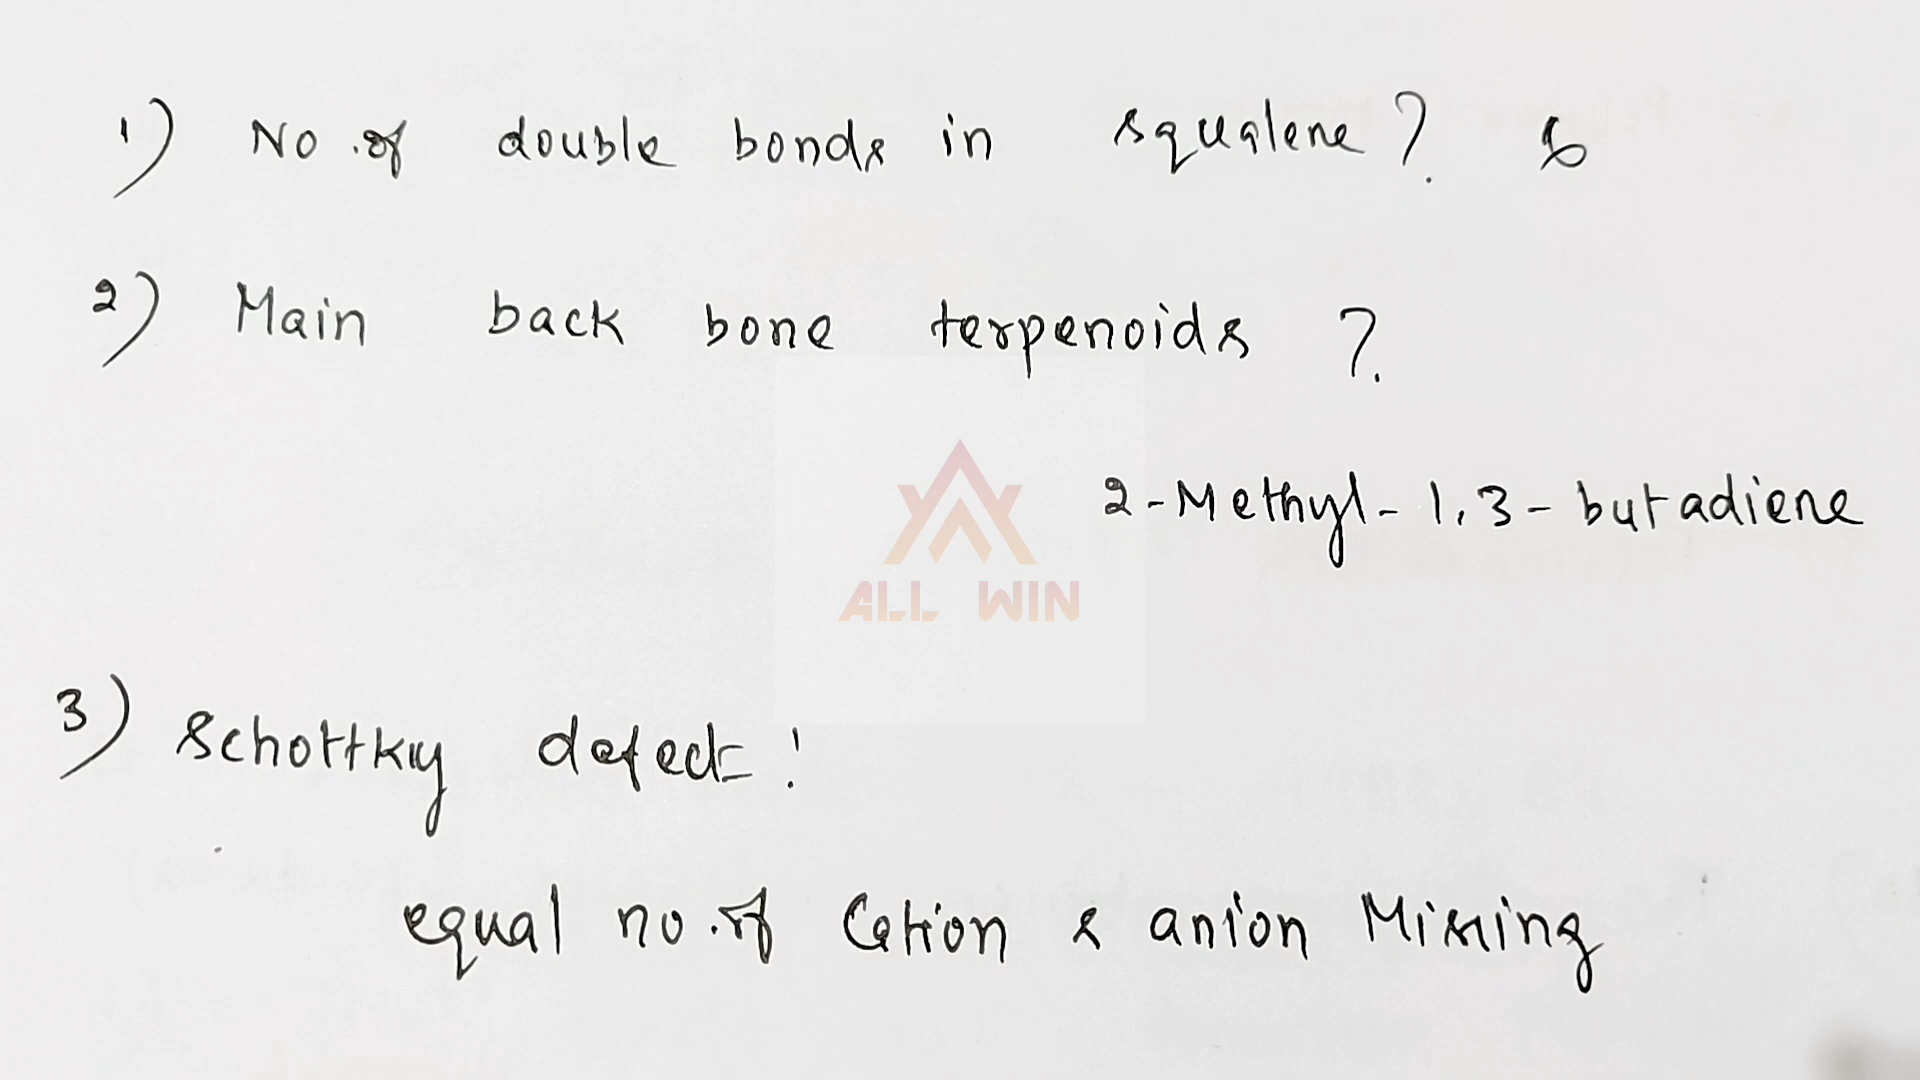 1) No. of double bonds in squalene? 6
2) Main back bone terpenoids ?
2-Methyl-1,3-butadiene
ALL WIN
3) Schottky defect:
equal no. of Cation & anion Missing